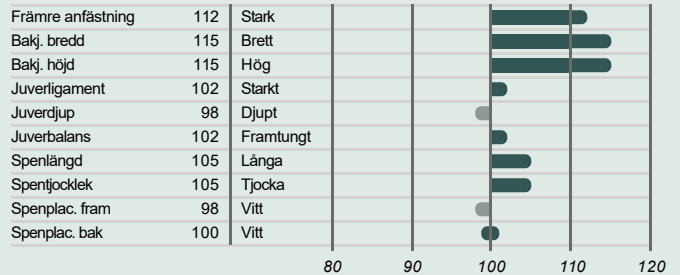 Främre anfästning 112 Stark
Bakj. bredd 115 Brett
Bakj. höjd 115 Hög
Juverligament 102 Starkt
Juverdjup 98 Djupt
Juverbalans 102 Framtungt
Spenlängd 105 Långa
Spentjocklek 105 Tjocka
Spenplac. fram 98 Vitt
Spenplac. bak 100 Vitt
80 90 100 110 120